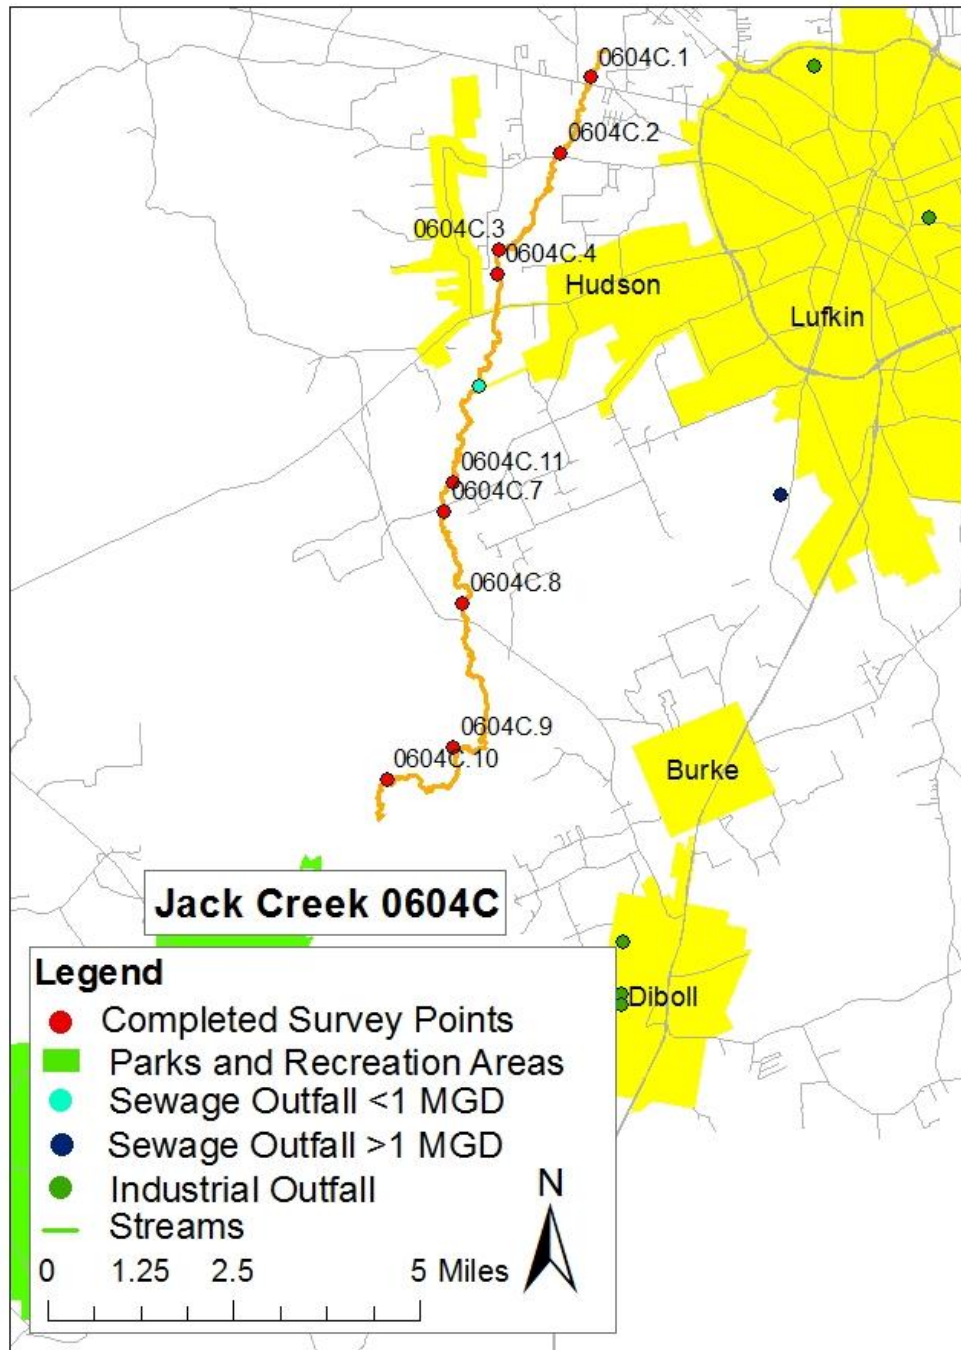 0604C.1
0604C.2
0604C.3
0604C.4
Hudson
Lufkin
0604C.11
0604C.7
0604C.8
0604C.9
0604C.10
Burke
Jack Creek 0604C
Diboll
Legend
Completed Survey Points
Parks and Recreation Areas
Sewage Outfall <1 MGD
Sewage Outfall >1 MGD
Industrial Outfall
Streams
N
0 1.25 2.5 5 Miles